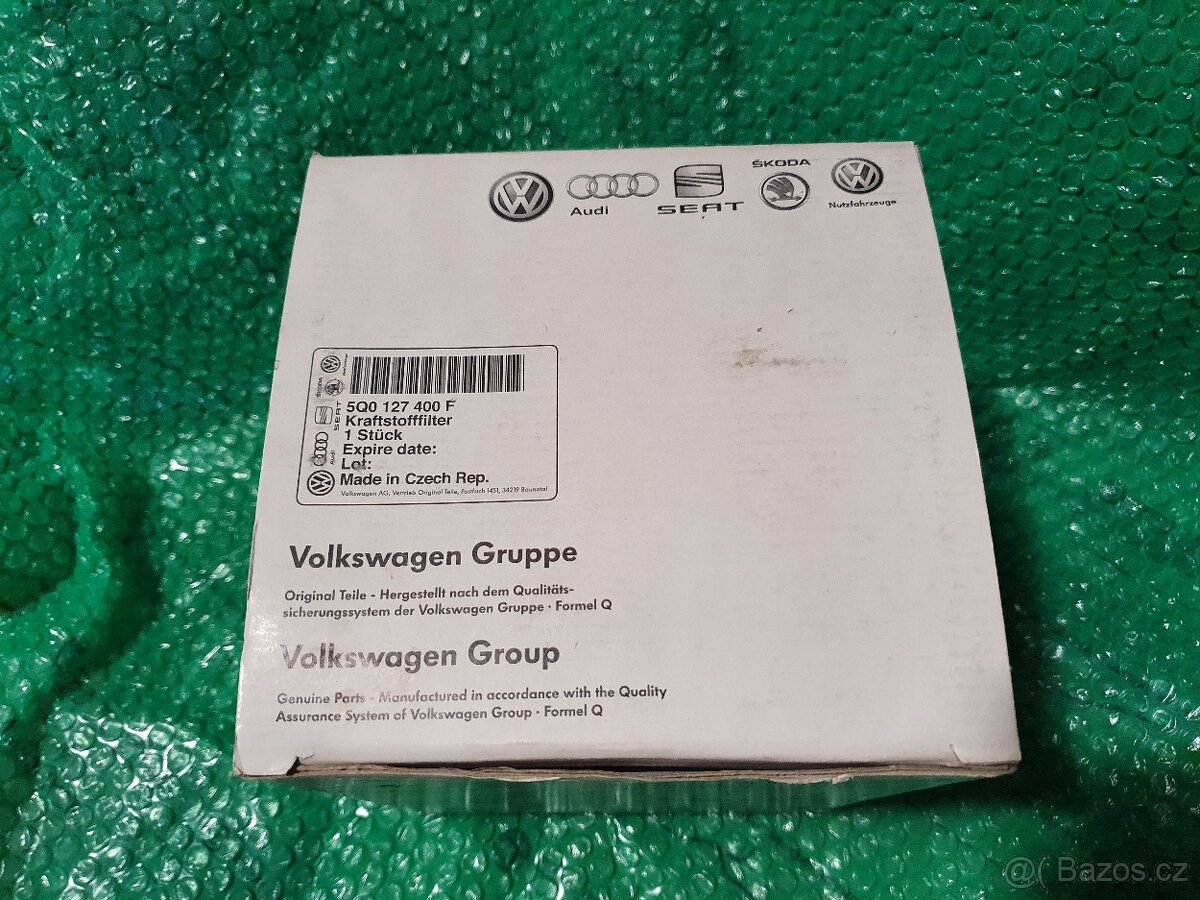 Audi
SEAT
ŠKODA
Nutzfahrzeuge
5Q0 127 400 F
Kraftstofffilter
1 Stück
Expire date:
Lot:
Made in Czech Rep.
Volkswagen AG, Vertrieb Original Teile, Postfach 1451, 34219 Baunatal
ŠKODA
SEAT
Audi
Volkswagen Gruppe
Original Teile - Hergestellt nach dem Qualitäts-
sicherungssystem der Volkswagen Gruppe · Formel Q
Volkswagen Group
Genuine Parts - Manufactured in accordance with the Quality
Assurance System of Volkswagen Group · Formel Q
@( Bazos.cz